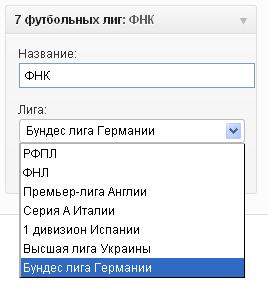 7 футбольных лиг: ФНК
Название:
ФНК
Лига:
Бундес лига Германии
РФПЛ
ФНЛ
Премьер-лига Англии
Серия А Италии
1 дивизион Испании
Высшая лига Украины
Бундес лига Германии